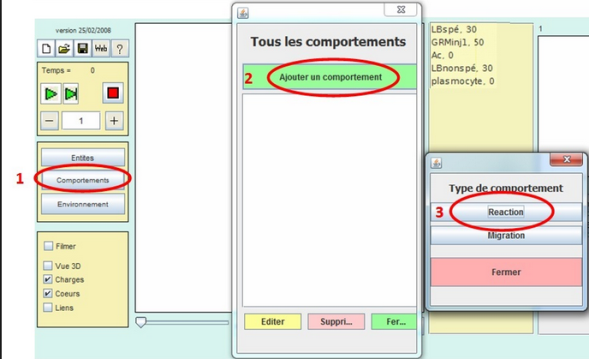 version 25/02/2008
Web ?
Temps = 0
1
1
Entites
Comportements
Environnement
Filmer
Vue 3D
Charges
Coeurs
Liens
Tous les comportements
2
Ajouter un comportement
Editer
Suppri...
Fer...
LBspé, 30
GRMinj1, 50
Ac, 0
LBnonspé, 30
plasmocyte, 0
1
Type de comportement
3
Reaction
Migration
Fermer